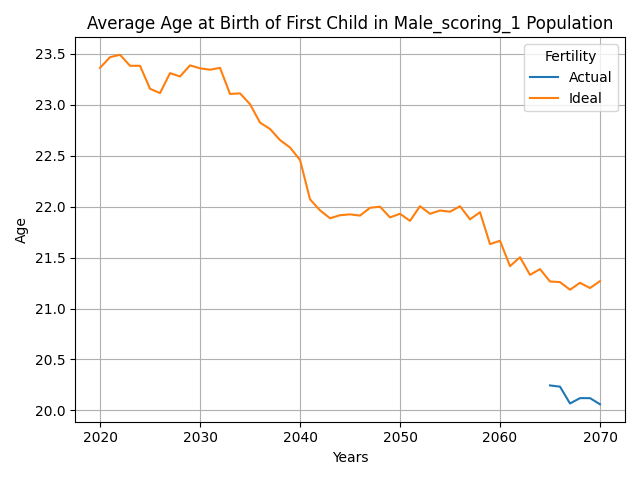 Average Age at Birth of First Child in Male_scoring_1 Population
Fertility
Actual
Ideal
Age
23.5
23.0
22.5
22.0
21.5
21.0
20.5
20.0
2020 2030 2040 2050 2060 2070
Years